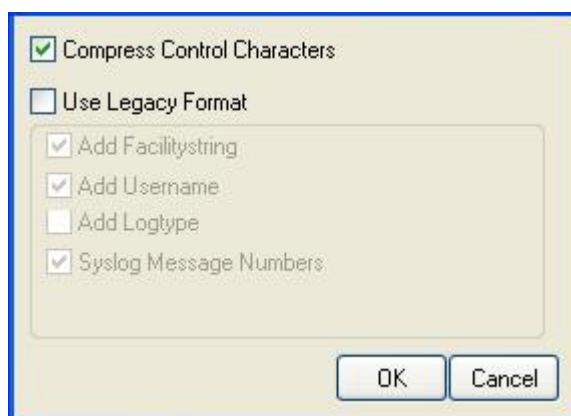 Compress Control Characters
Use Legacy Format
Add Facilitystring
Add Username
Add Logtype
Syslog Message Numbers
OK Cancel